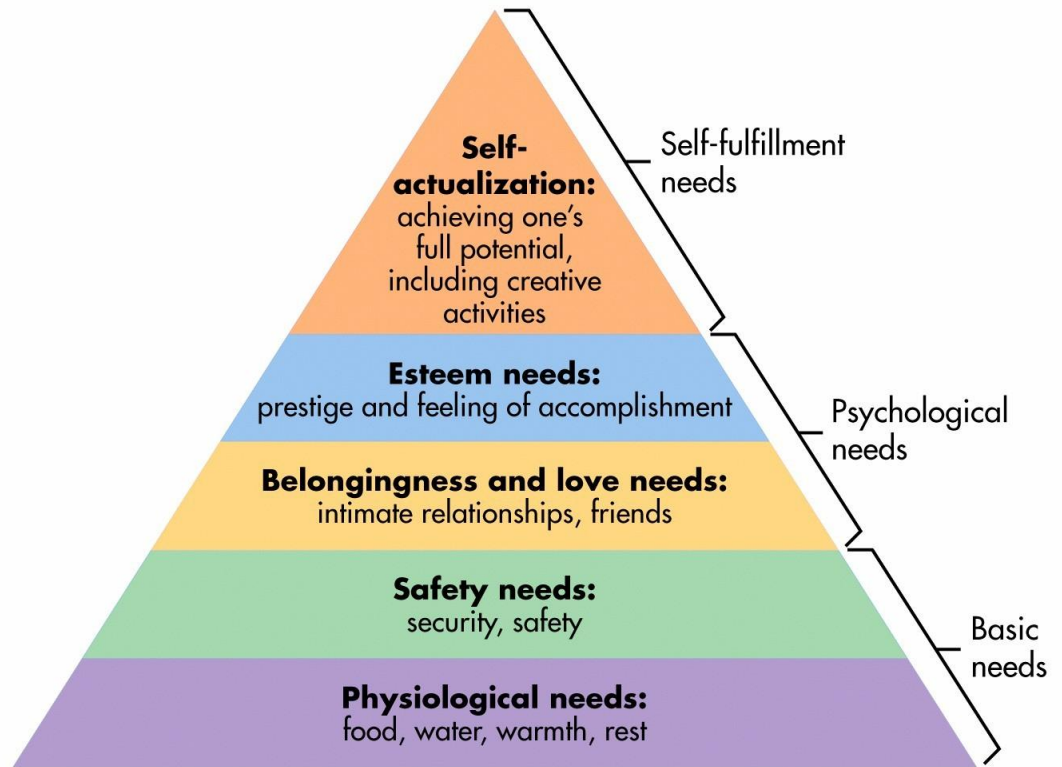 Self-
actualization:
achieving one's
full potential,
including creative
activities
Self-fulfillment
needs
Esteem needs:
prestige and feeling of accomplishment
Belongingness and love needs:
intimate relationships, friends
Psychological
needs
Safety needs:
security, safety
Physiological needs:
food, water, warmth, rest
Basic
needs